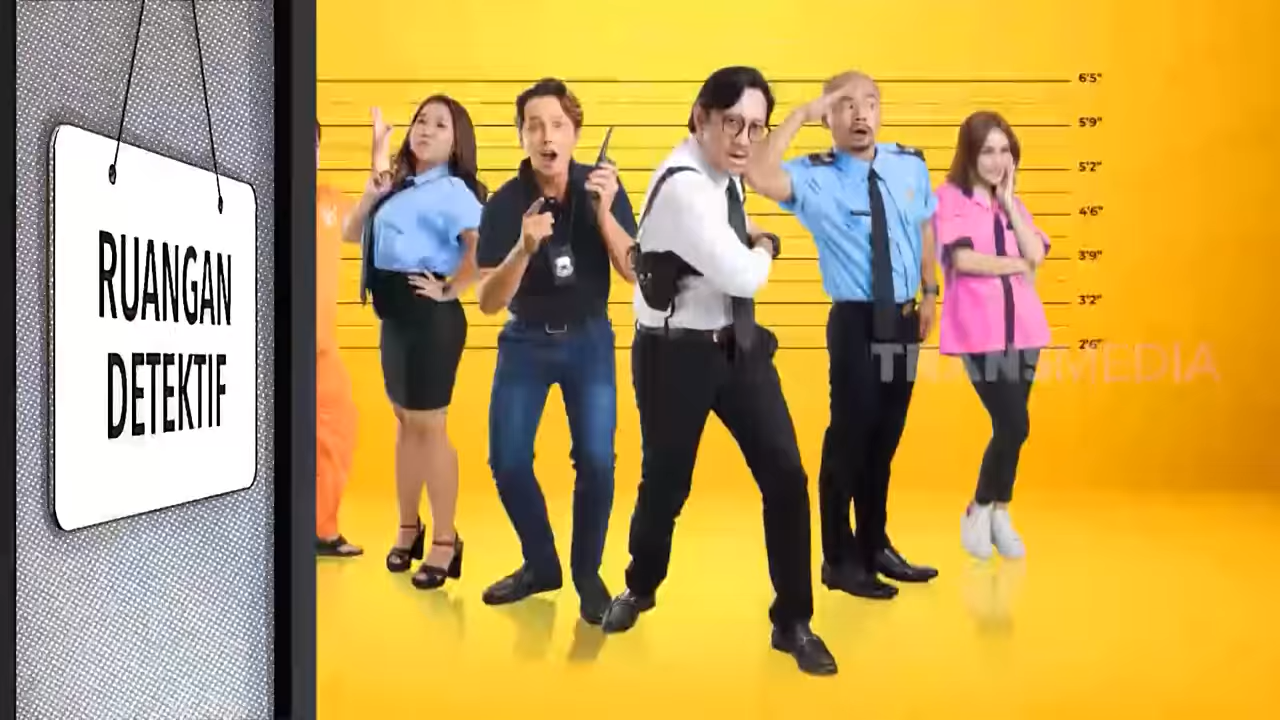 RUANGAN
DETEKTIF
6'5"
5'9"
5'2"
4'6"
3'9"
3'2"
2'6"
TRANSMEDIA